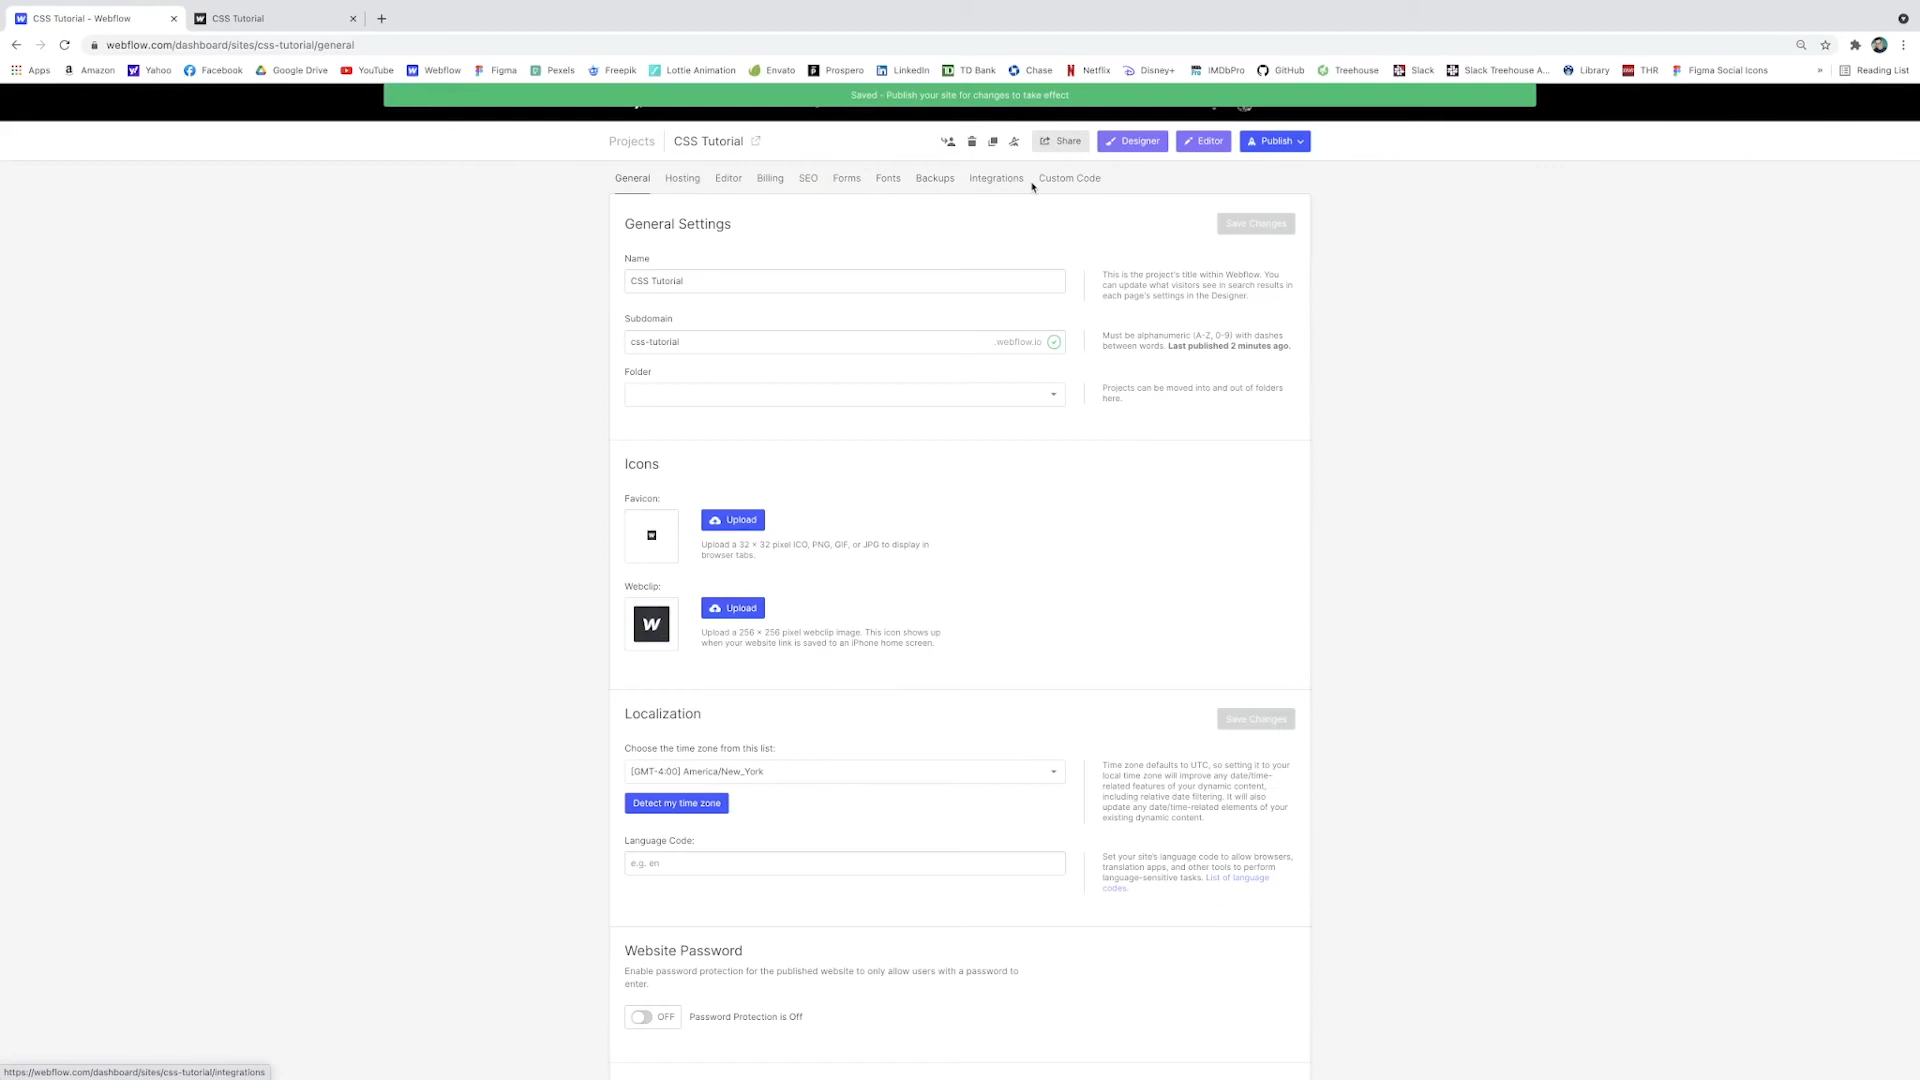 CSS Tutorial - Webflow
CSS Tutorial
webflow.com/dashboard/sites/css-tutorial/general
Apps Amazon Yahoo Facebook Google Drive YouTube Webflow Figma Pexels Freepik Lottie Animation Envato Prospero LinkedIn TD Bank Chase Netflix Disney+ IMDbPro GitHub Treehouse Slack Slack Treehouse A... Library THR Figma Social Icons » Reading List
Saved - Publish your site for changes to take effect
Projects CSS Tutorial Share Designer Editor Publish
General Hosting Editor Billing SEO Forms Fonts Backups Integrations Custom Code
General Settings
Save Changes
Name
CSS Tutorial
This is the project's title within Webflow. You
can update what visitors see in search results in
each page's settings in the Designer.
Subdomain
css-tutorial .webflow.io
Must be alphanumeric (A-Z, 0-9) with dashes
between words. Last published 2 minutes ago.
Folder
Projects can be moved into and out of folders
here.
Icons
Favicon:
Upload
Upload a 32 × 32 pixel ICO, PNG, GIF, or JPG to display in
browser tabs.
Webclip:
Upload
Upload a 256 × 256 pixel webclip image. This icon shows up
when your website link is saved to an iPhone home screen.
Localization
Save Changes
Choose the time zone from this list:
[GMT-4:00] America/New_York
Detect my time zone
Time zone defaults to UTC, so setting it to your
local time zone will improve any date/time-
related features of your dynamic content,
including relative date filtering. It will also
update any date/time-related elements of your
existing dynamic content.
Language Code:
e.g. en
Set your site's language code to allow browsers,
translation apps, and other tools to perform
language-sensitive tasks. List of language
codes.
Website Password
Enable password protection for the published website to only allow users with a password to
enter.
OFF Password Protection is Off
https://webflow.com/dashboard/sites/css-tutorial/integrations